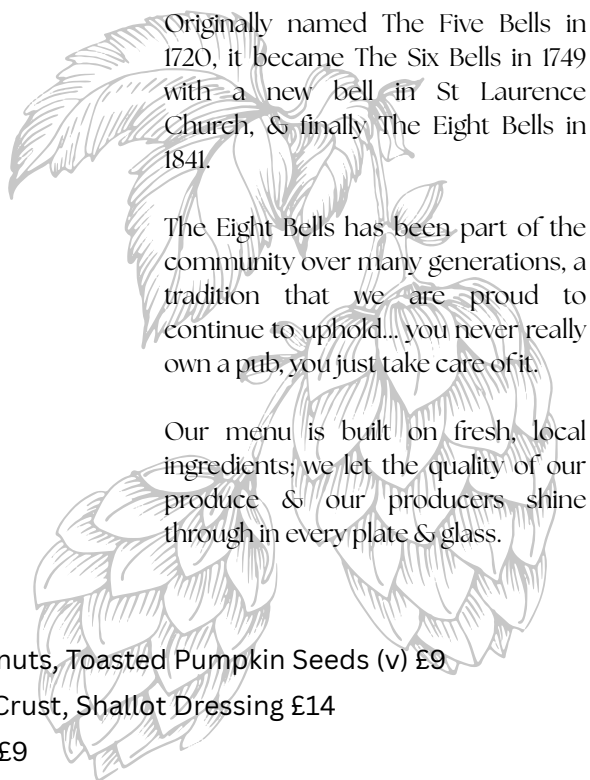 Originally named The Five Bells in
1720, it became The Six Bells in 1749
with a new bell in St Laurence
Church, & finally The Eight Bells in
1841.
The Eight Bells has been part of the
community over many generations, a
tradition that we are proud to
continue to uphold... you never really
own a pub, you just take care of it.
Our menu is built on fresh, local
ingredients; we let the quality of our
produce & our producers shine
through in every plate & glass.
nuts, Toasted Pumpkin Seeds (v) £9
Crust, Shallot Dressing £14
£9